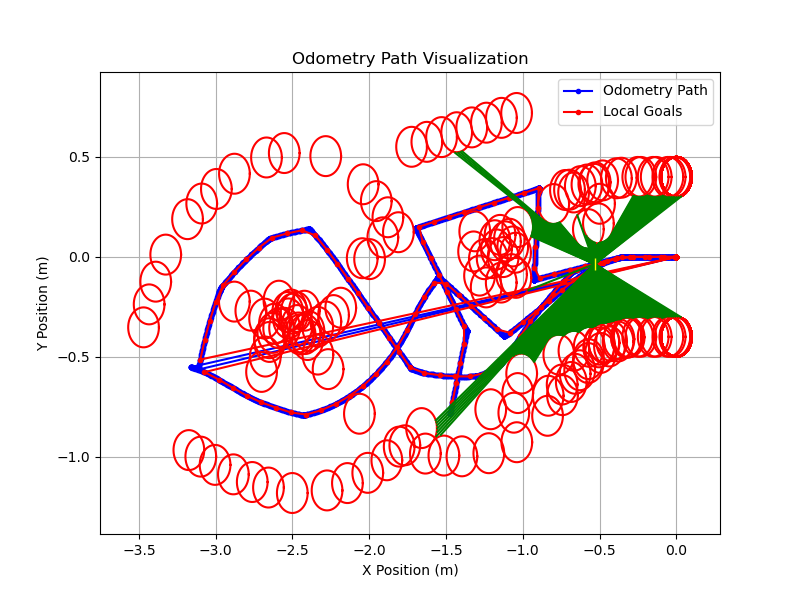 Odometry Path Visualization
Odometry Path
Local Goals
Y Position (m)
0.5
0.0
−0.5
−1.0
−3.5 −3.0 −2.5 −2.0 −1.5 −1.0 −0.5 0.0
X Position (m)